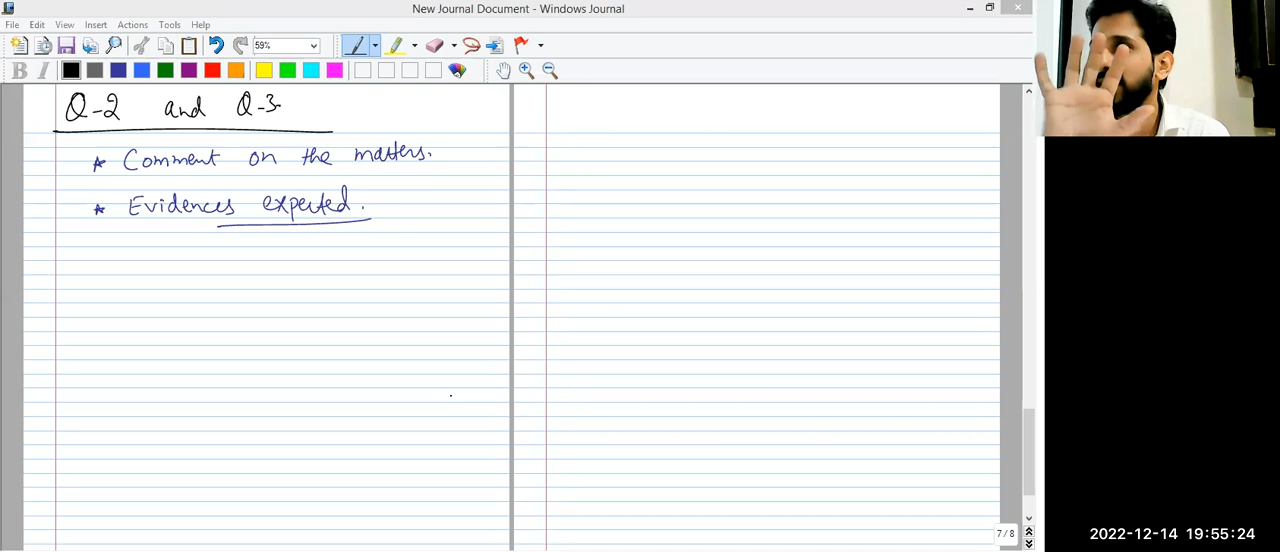 New Journal Document - Windows Journal
File Edit View Insert Actions Tools Help
59%
B I
Q-2 and Q-3
* Comment on the matters.
* Evidences expected.
7 / 8
2022-12-14 19:55:24